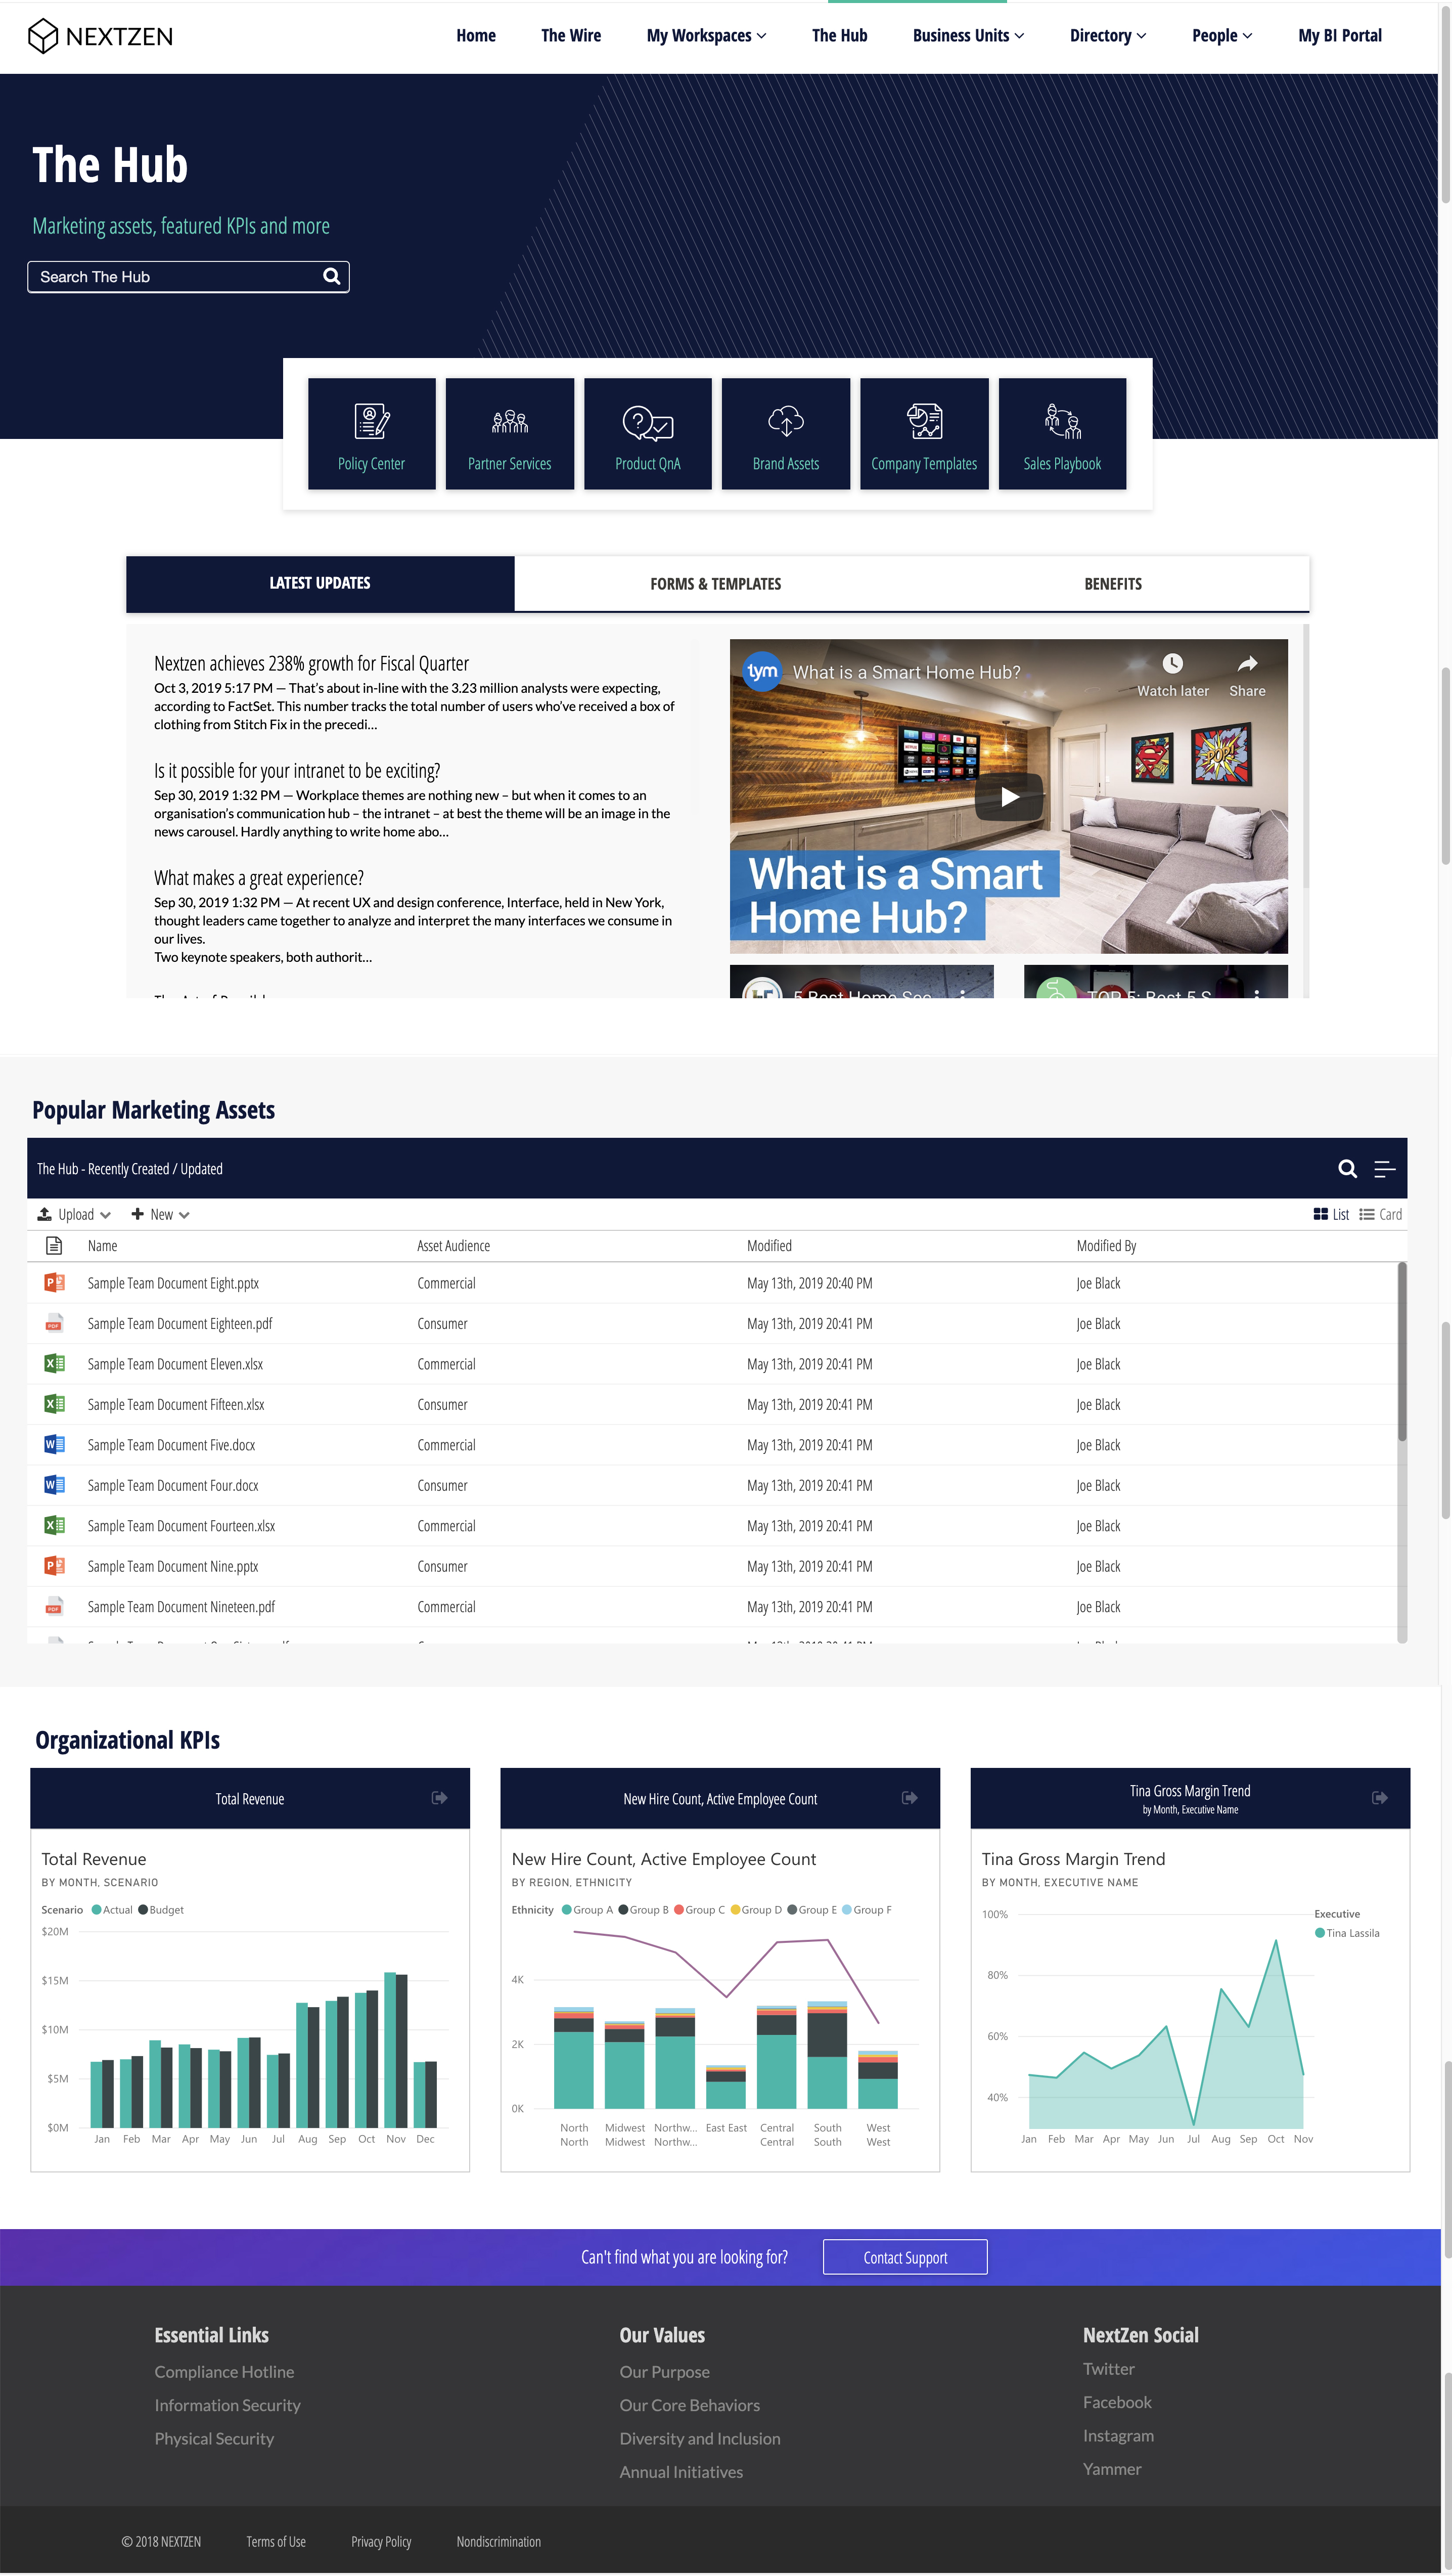 NEXTZEN
Home
The Wire
My Workspaces
The Hub
Business Units
Directory
People
My BI Portal
The Hub
Marketing assets, featured KPIs and more
Search The Hub
Policy Center
Partner Services
Product QnA
Brand Assets
Company Templates
Sales Playbook
LATEST UPDATES
FORMS & TEMPLATES
BENEFITS
Nextzen achieves 238% growth for Fiscal Quarter
Oct 3, 2019 5:17 PM — That's about in-line with the 3.23 million analysts were expecting,
according to FactSet. This number tracks the total number of users who've received a box of
clothing from Stitch Fix in the precedi...
Is it possible for your intranet to be exciting?
Sep 30, 2019 1:32 PM — Workplace themes are nothing new – but when it comes to an
organisation's communication hub – the intranet – at best the theme will be an image in the
news carousel. Hardly anything to write home abo...
What makes a great experience?
Sep 30, 2019 1:32 PM — At recent UX and design conference, Interface, held in New York,
thought leaders came together to analyze and interpret the many interfaces we consume in
our lives.
Two keynote speakers, both authorit...
tym
What is a Smart Home Hub?
Watch later
Share
POP!
What is a Smart
Home Hub?
5 Best Home Sec...
TOP 5: Best 5 S...
Popular Marketing Assets
The Hub - Recently Created / Updated
Upload
New
List
Card
Name Asset Audience Modified Modified By
Sample Team Document Eight.pptx Commercial May 13th, 2019 20:40 PM Joe Black
Sample Team Document Eighteen.pdf Consumer May 13th, 2019 20:41 PM Joe Black
Sample Team Document Eleven.xlsx Commercial May 13th, 2019 20:41 PM Joe Black
Sample Team Document Fifteen.xlsx Consumer May 13th, 2019 20:41 PM Joe Black
Sample Team Document Five.docx Commercial May 13th, 2019 20:41 PM Joe Black
Sample Team Document Four.docx Consumer May 13th, 2019 20:41 PM Joe Black
Sample Team Document Fourteen.xlsx Commercial May 13th, 2019 20:41 PM Joe Black
Sample Team Document Nine.pptx Consumer May 13th, 2019 20:41 PM Joe Black
Sample Team Document Nineteen.pdf Commercial May 13th, 2019 20:41 PM Joe Black
Organizational KPIs
Total Revenue
Total Revenue
BY MONTH, SCENARIO
Scenario Actual Budget
$20M
$15M
$10M
$5M
$0M
Jan Feb Mar Apr May Jun Jul Aug Sep Oct Nov Dec
New Hire Count, Active Employee Count
New Hire Count, Active Employee Count
BY REGION, ETHNICITY
Ethnicity Group A Group B Group C Group D Group E Group F
4K
2K
0K
North Midwest Northw... East East Central South West
North Midwest Northw... Central South West
Tina Gross Margin Trend
by Month, Executive Name
Tina Gross Margin Trend
BY MONTH, EXECUTIVE NAME
Executive
Tina Lassila
100%
80%
60%
40%
Jan Feb Mar Apr May Jun Jul Aug Sep Oct Nov
Can't find what you are looking for?
Contact Support
Essential Links
Compliance Hotline
Information Security
Physical Security
Our Values
Our Purpose
Our Core Behaviors
Diversity and Inclusion
Annual Initiatives
NextZen Social
Twitter
Facebook
Instagram
Yammer
© 2018 NEXTZEN
Terms of Use
Privacy Policy
Nondiscrimination